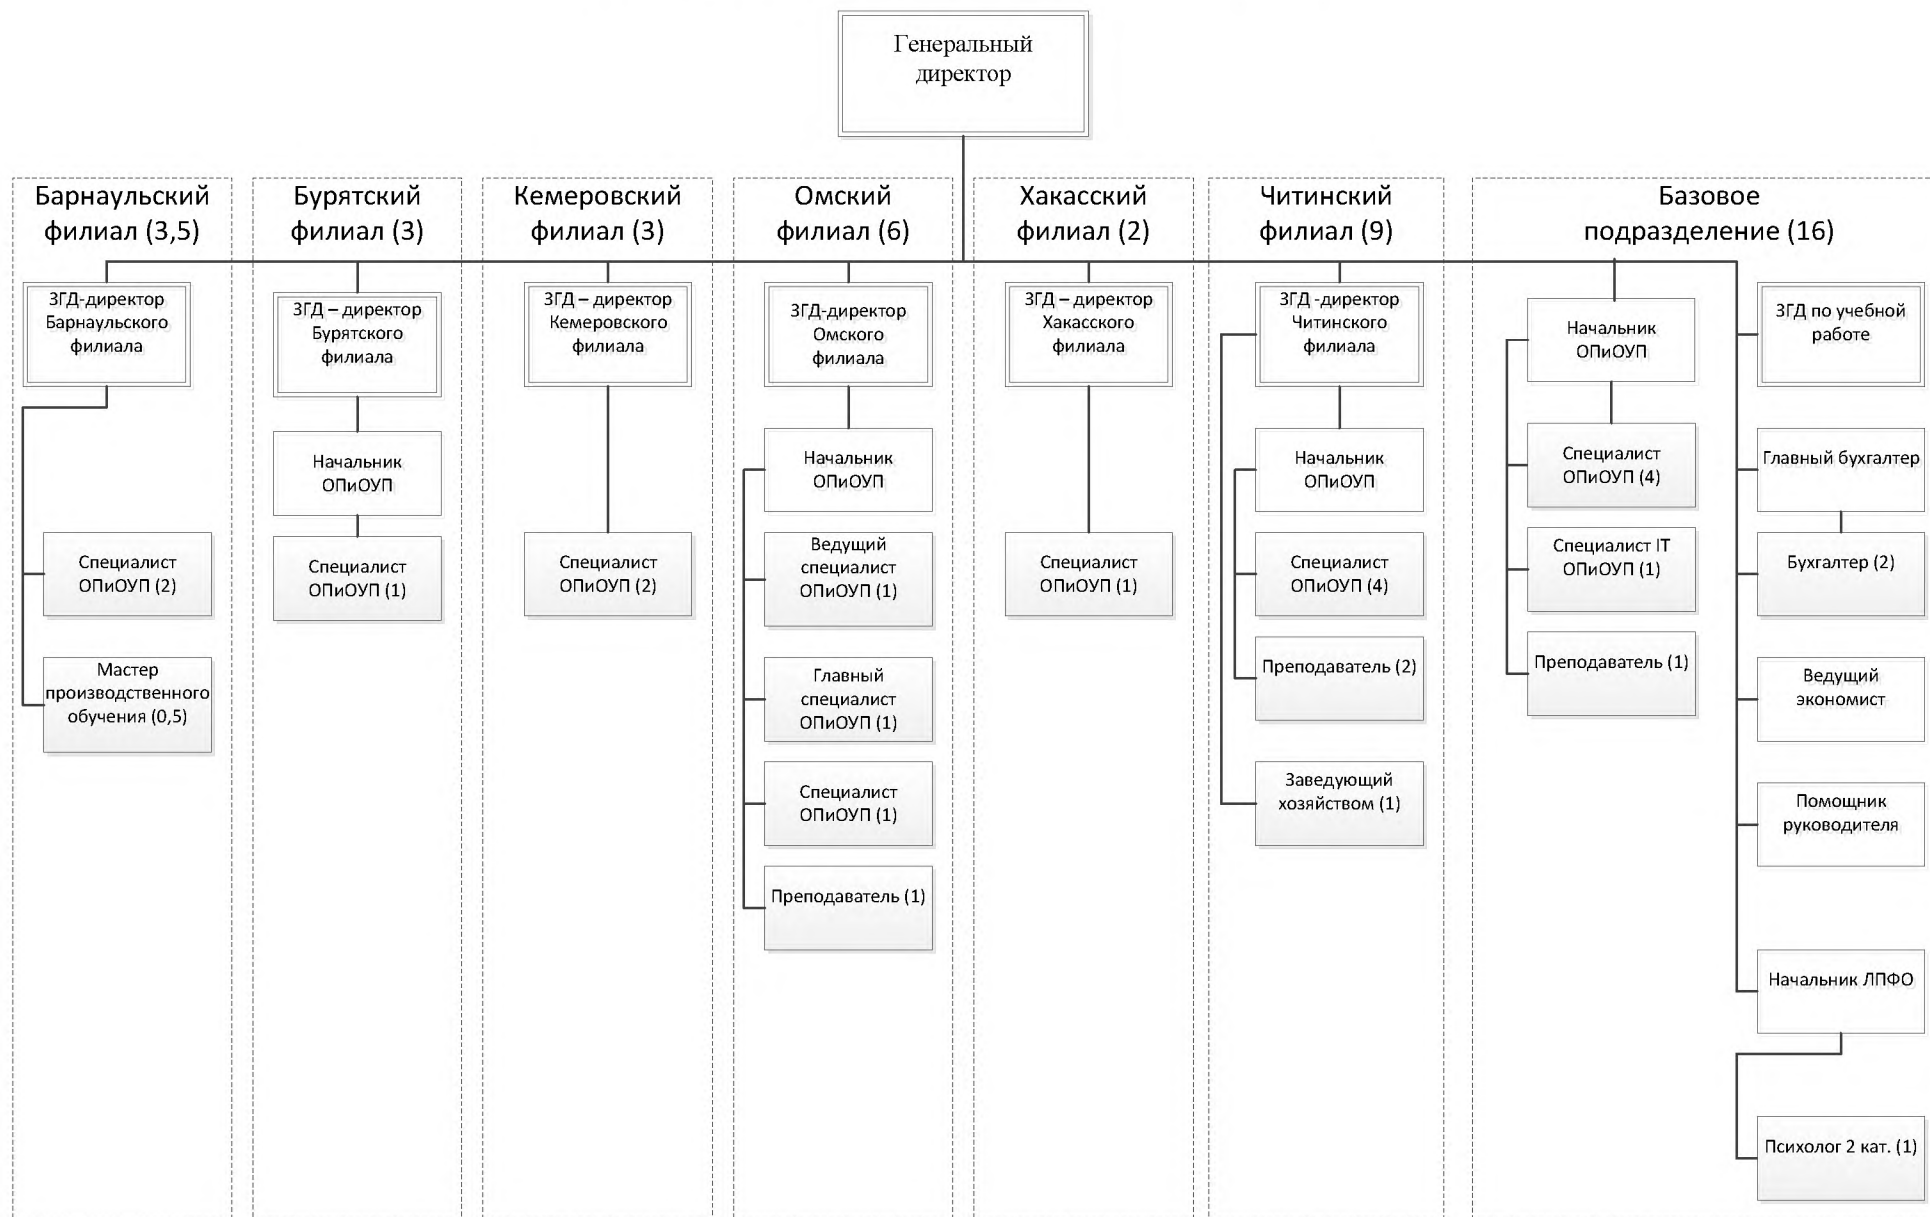 Генеральный
директор
Барнаульский
филиал (3,5)
ЗГД-директор
Барнаульского
филиала
Специалист
ОПиОУП (2)
Мастер
производственного
обучения (0,5)
Бурятский
филиал (3)
ЗГД – директор
Бурятского
филиала
Начальник
ОПиОУП
Специалист
ОПиОУП (1)
Кемеровский
филиал (3)
ЗГД – директор
Кемеровского
филиала
Специалист
ОПиОУП (2)
Омский
филиал (6)
ЗГД-директор
Омского
филиала
Начальник
ОПиОУП
Ведущий
специалист
ОПиОУП (1)
Главный
специалист
ОПиОУП (1)
Специалист
ОПиОУП (1)
Преподаватель (1)
Хакасский
филиал (2)
ЗГД – директор
Хакасского
филиала
Специалист
ОПиОУП (1)
Читинский
филиал (9)
ЗГД -директор
Читинского
филиала
Начальник
ОПиОУП
Специалист
ОПиОУП (4)
Преподаватель (2)
Заведующий
хозяйством (1)
Базовое
подразделение (16)
Начальник
ОПиОУП
Специалист
ОПиОУП (4)
Специалист IT
ОПиОУП (1)
Преподаватель (1)
ЗГД по учебной
работе
Главный бухгалтер
Бухгалтер (2)
Ведущий
экономист
Помощник
руководителя
Начальник ЛПФО
Психолог 2 кат. (1)